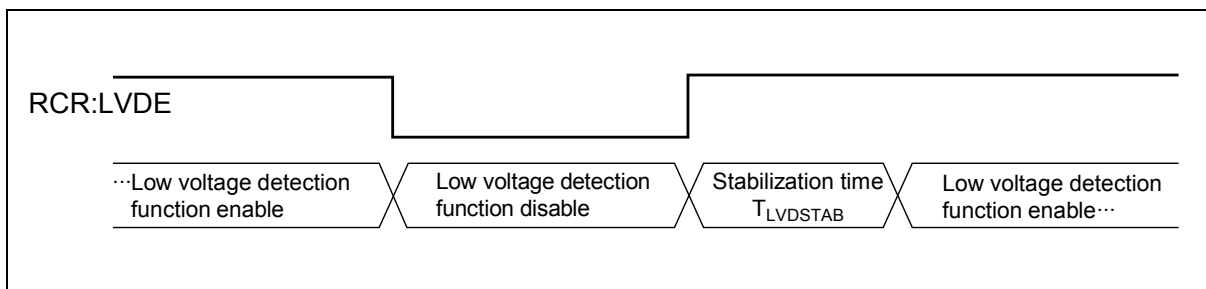 RCR:LVDE
···Low voltage detection
function enable
Low voltage detection
function disable
Stabilization time
TLVDSTAB
Low voltage detection
function enable···